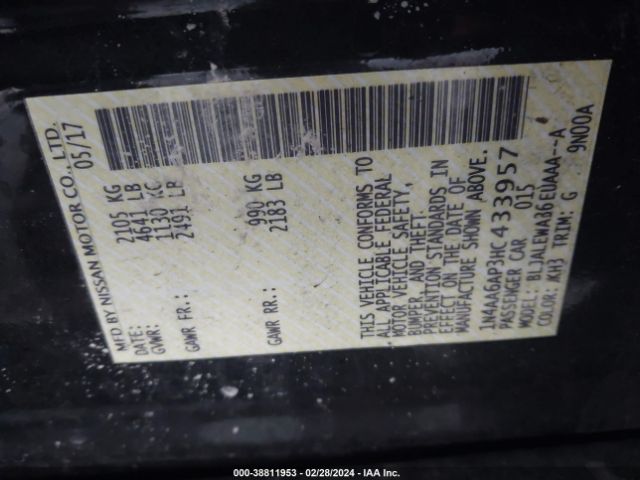 MFD BY NISSAN MOTOR CO., LTD.
DATE: 05/17
GVWR: 2105 KG
4641 LB
GAWR FR.: 1130 KG
2491 LB
GAWR RR.: 990 KG
2183 LB
THIS VEHICLE CONFORMS TO
ALL APPLICABLE FEDERAL
MOTOR VEHICLE SAFETY,
BUMPER, AND THEFT
PREVENTION STANDARDS IN
EFFECT ON THE DATE OF
MANUFACTURE SHOWN ABOVE.
1N4AA6AP3HC433957
PASSENGER CAR 015
MODEL: BLJALEWA36EUAAA--A
COLOR: KH3 TRIM: G 9N00A
000-38811953 - 02/28/2024 - IAA Inc.